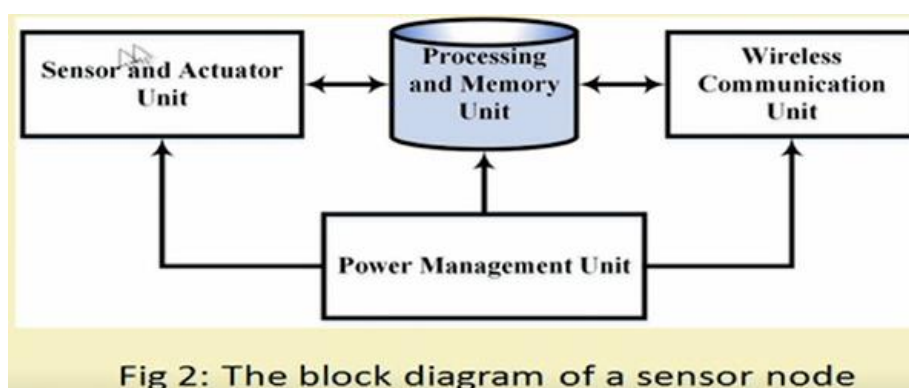 Sensor and Actuator
Unit
Processing
and Memory
Unit
Wireless
Communication
Unit
Power Management Unit
Fig 2: The block diagram of a sensor node